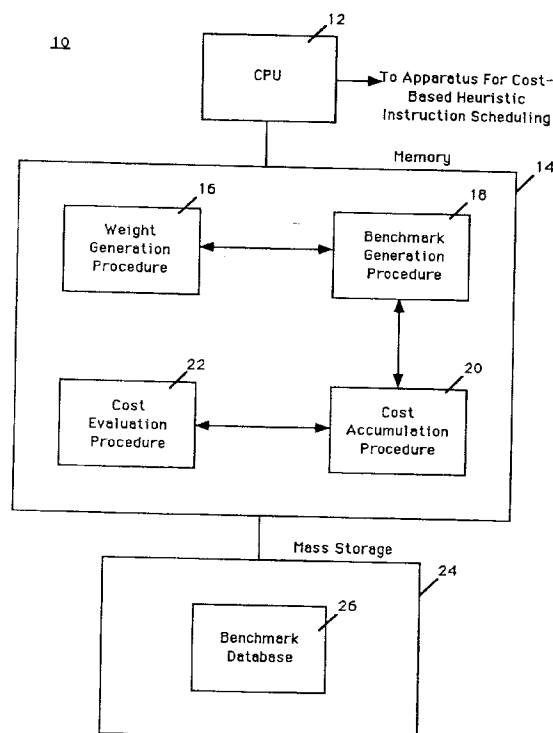 10
12
CPU
To Apparatus For Cost-
Based Heuristic
Instruction Scheduling
Memory
14
16
Weight
Generation
Procedure
18
Benchmark
Generation
Procedure
22
Cost
Evaluation
Procedure
20
Cost
Accumulation
Procedure
Mass Storage
24
26
Benchmark
Database